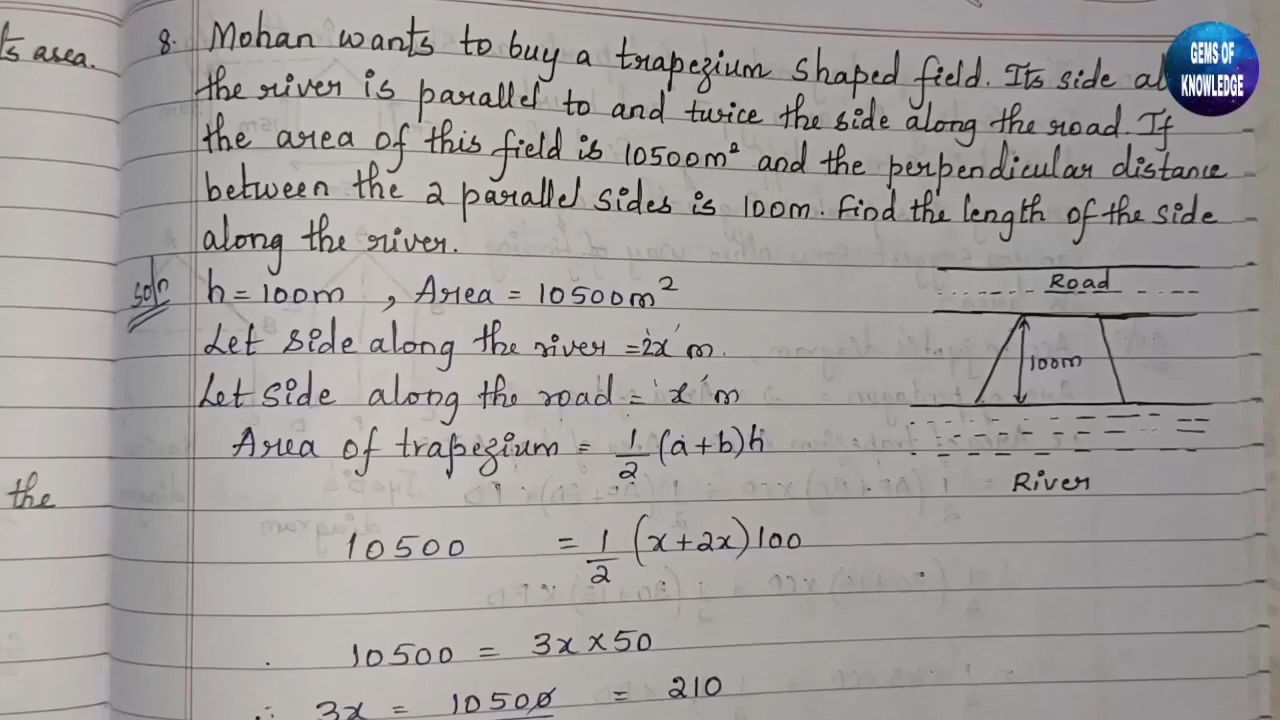 ts area.
8. Mohan wants to buy a trapezium shaped field. Its side al
the river is parallel to and twice the side along the road. If
the area of this field is 10500m² and the perpendicular distance
between the 2 parallel sides is 100m. Find the length of the side
along the river.
Soln
h = 100m , Area = 10500m²
Let side along the river = '2x' m.
Let side along the road = 'x' m
Area of trapezium = 1/2 (a+b)h
the
10500 = 1/2 (x+2x)100
10500 = 3x × 50
∴ 3x = 10500 = 210
Road
100m
River
GEMS OF
KNOWLEDGE